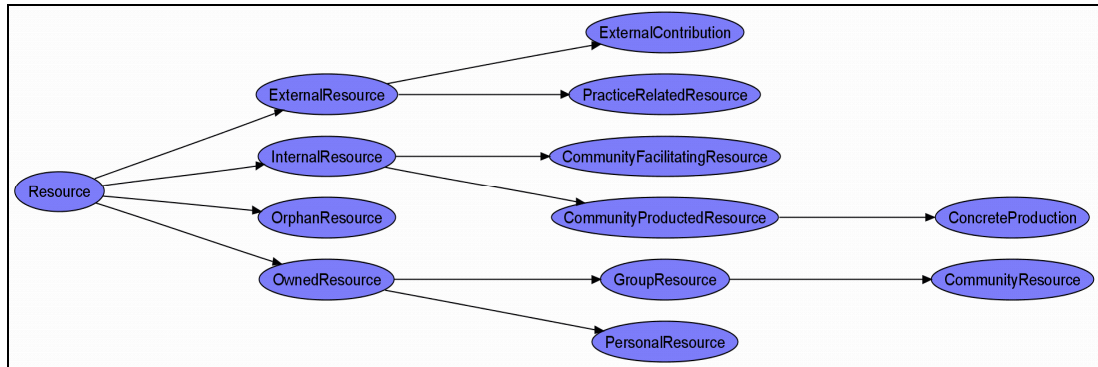 ExternalContribution
ExternalResource
PracticeRelatedResource
InternalResource
CommunityFacilitatingResource
Resource
OrphanResource
CommunityProductedResource
ConcreteProduction
OwnedResource
GroupResource
CommunityResource
PersonalResource